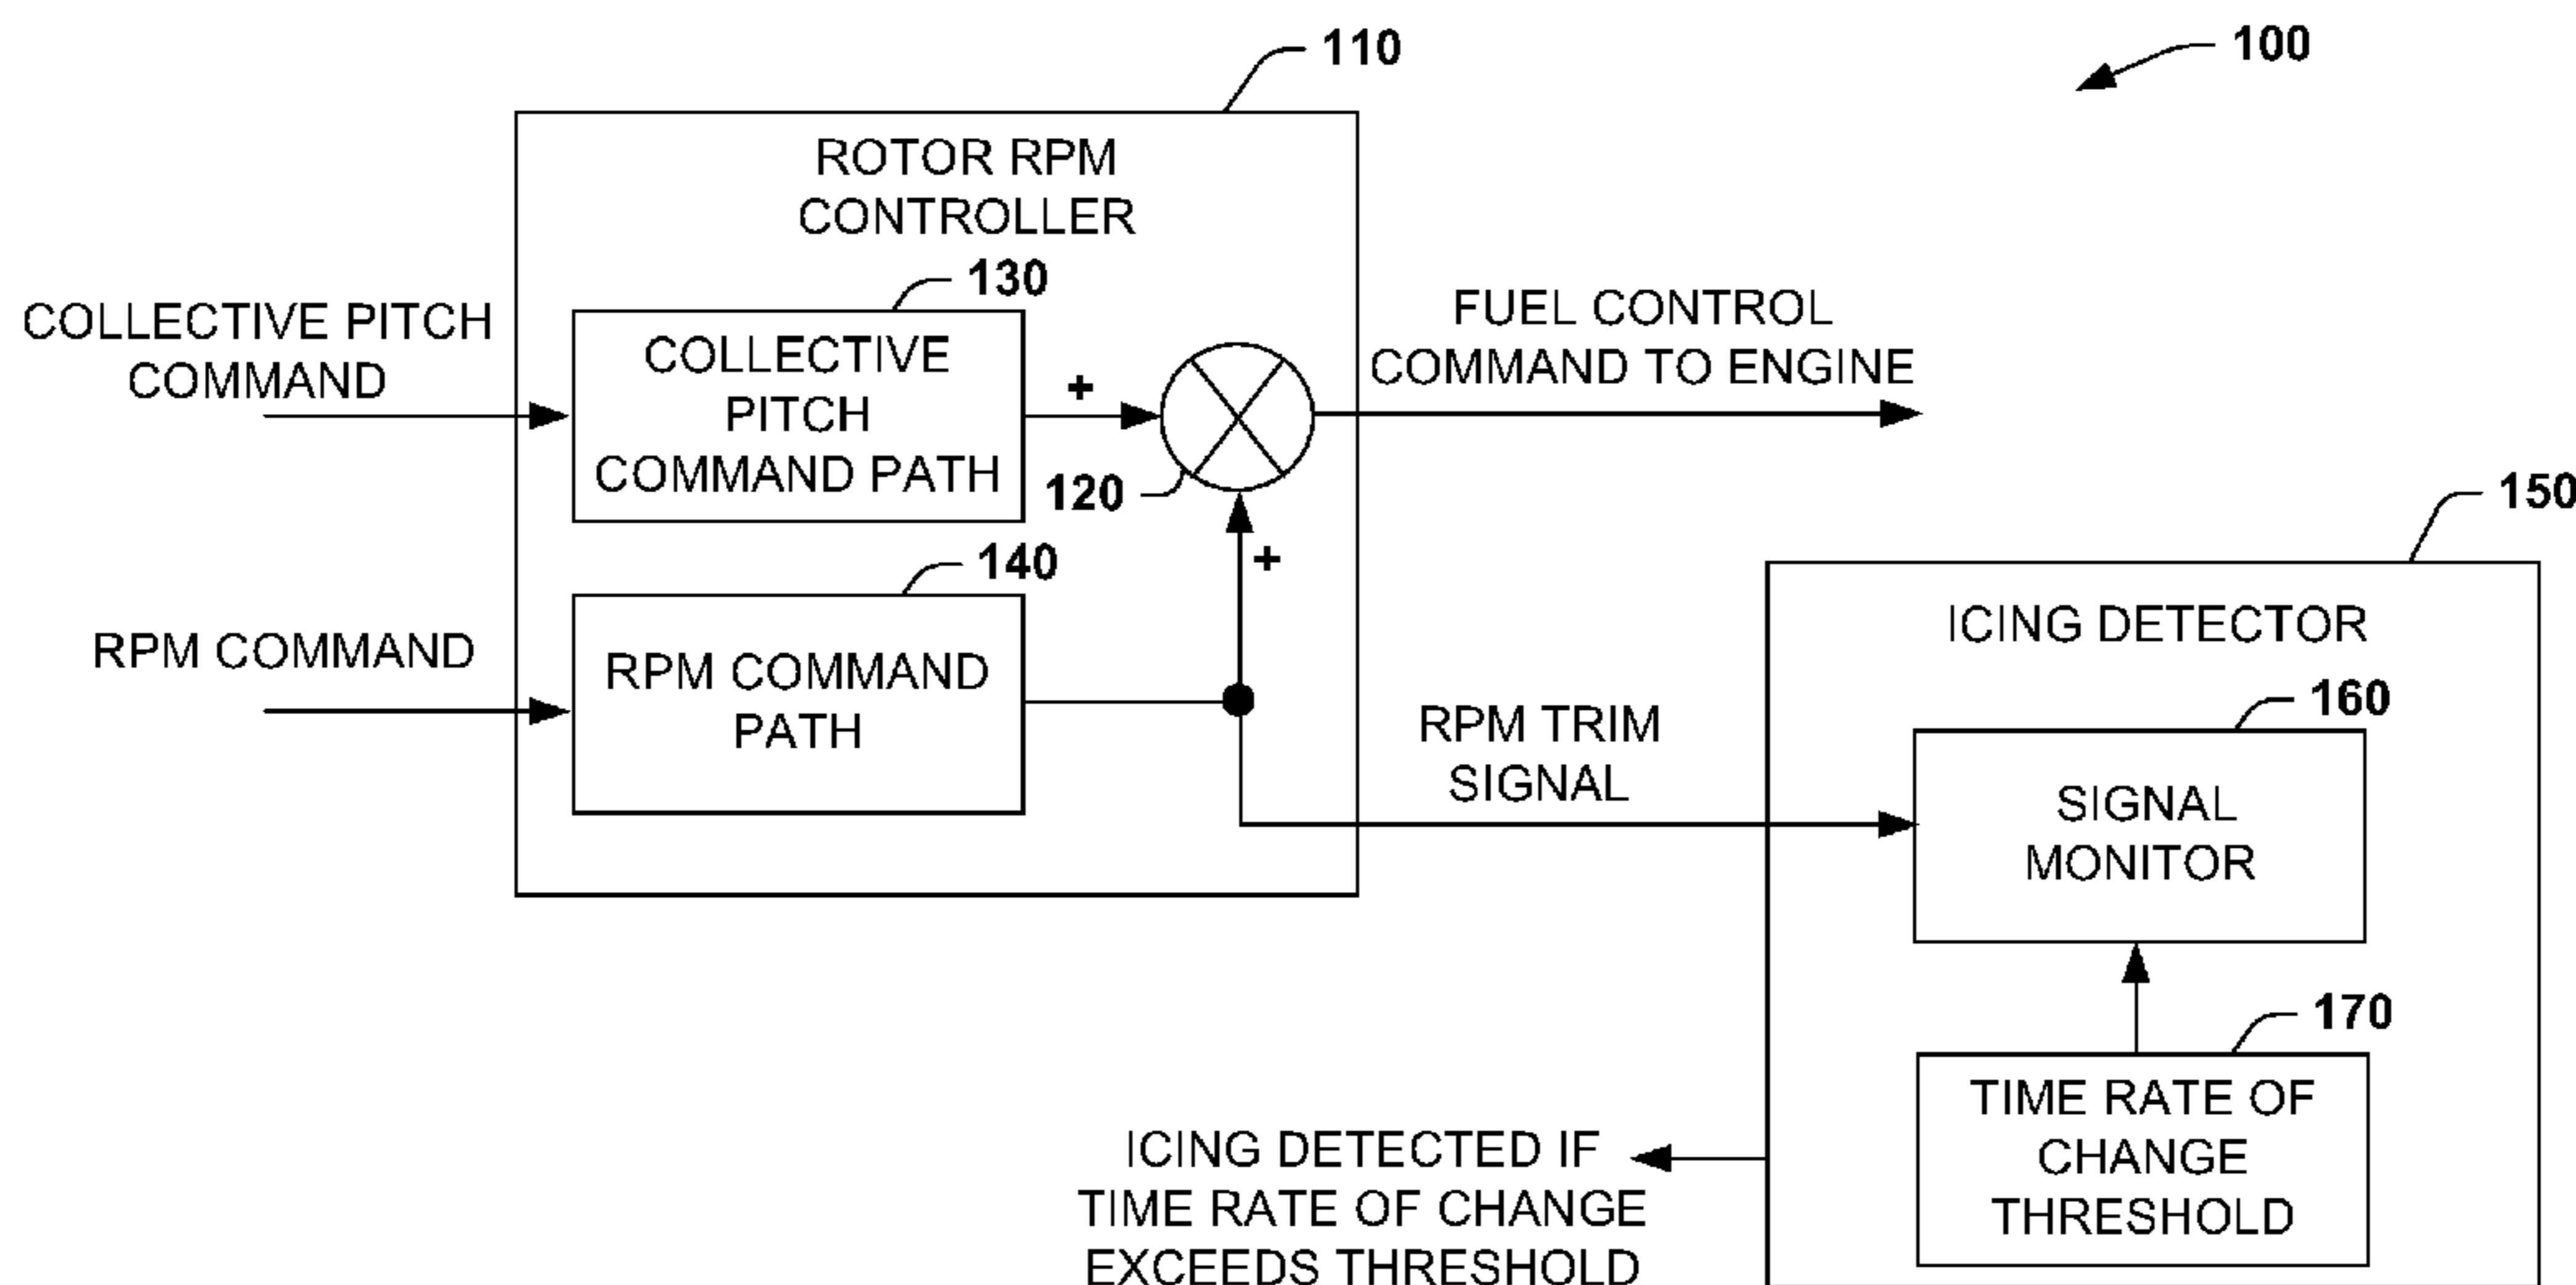 110
100
ROTOR RPM
CONTROLLER
130
COLLECTIVE PITCH
COMMAND
COLLECTIVE
PITCH
COMMAND PATH
+
120
+
FUEL CONTROL
COMMAND TO ENGINE
140
RPM COMMAND
RPM COMMAND
PATH
RPM TRIM
SIGNAL
150
ICING DETECTOR
160
SIGNAL
MONITOR
170
TIME RATE OF
CHANGE
THRESHOLD
ICING DETECTED IF
TIME RATE OF CHANGE
EXCEEDS THRESHOLD